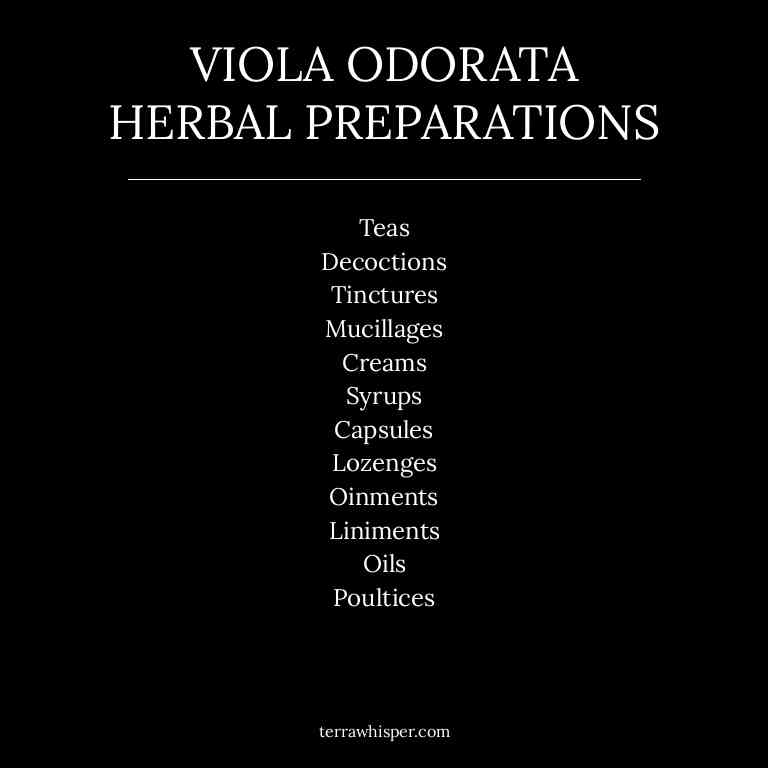 VIOLA ODORATA
HERBAL PREPARATIONS
Teas
Decoctions
Tinctures
Mucillages
Creams
Syrups
Capsules
Lozenges
Oinments
Liniments
Oils
Poultices
terrawhisper.com